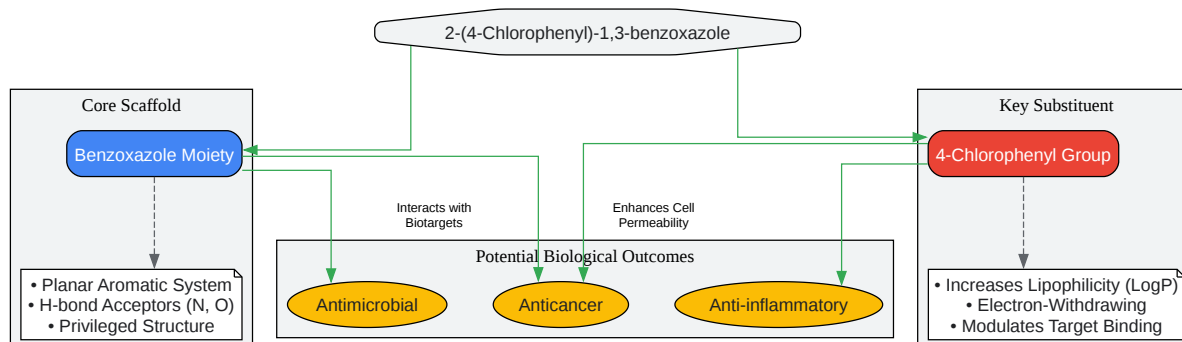 2-(4-Chlorophenyl)-1,3-benzoxazole
Core Scaffold
Key Substituent
Benzoxazole Moiety
4-Chlorophenyl Group
Interacts with
Biotargets
Enhances Cell
Permeability
Potential Biological Outcomes
• Planar Aromatic System
• H-bond Acceptors (N, O)
• Privileged Structure
Antimicrobial
Anticancer
Anti-inflammatory
• Increases Lipophilicity (LogP)
• Electron-Withdrawing
• Modulates Target Binding